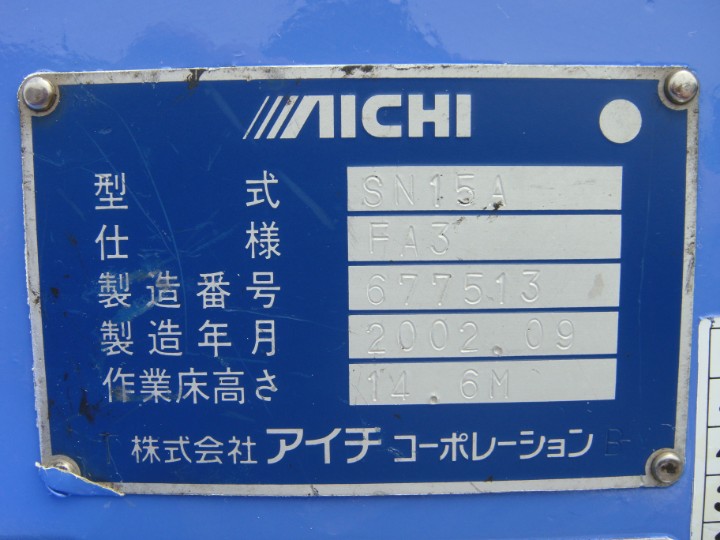 AICHI
型式 SN15A
仕様 FA3
製造番号 677513
製造年月 2002.09
作業床高さ 14.6M
株式会社 アイチ コーポレーション